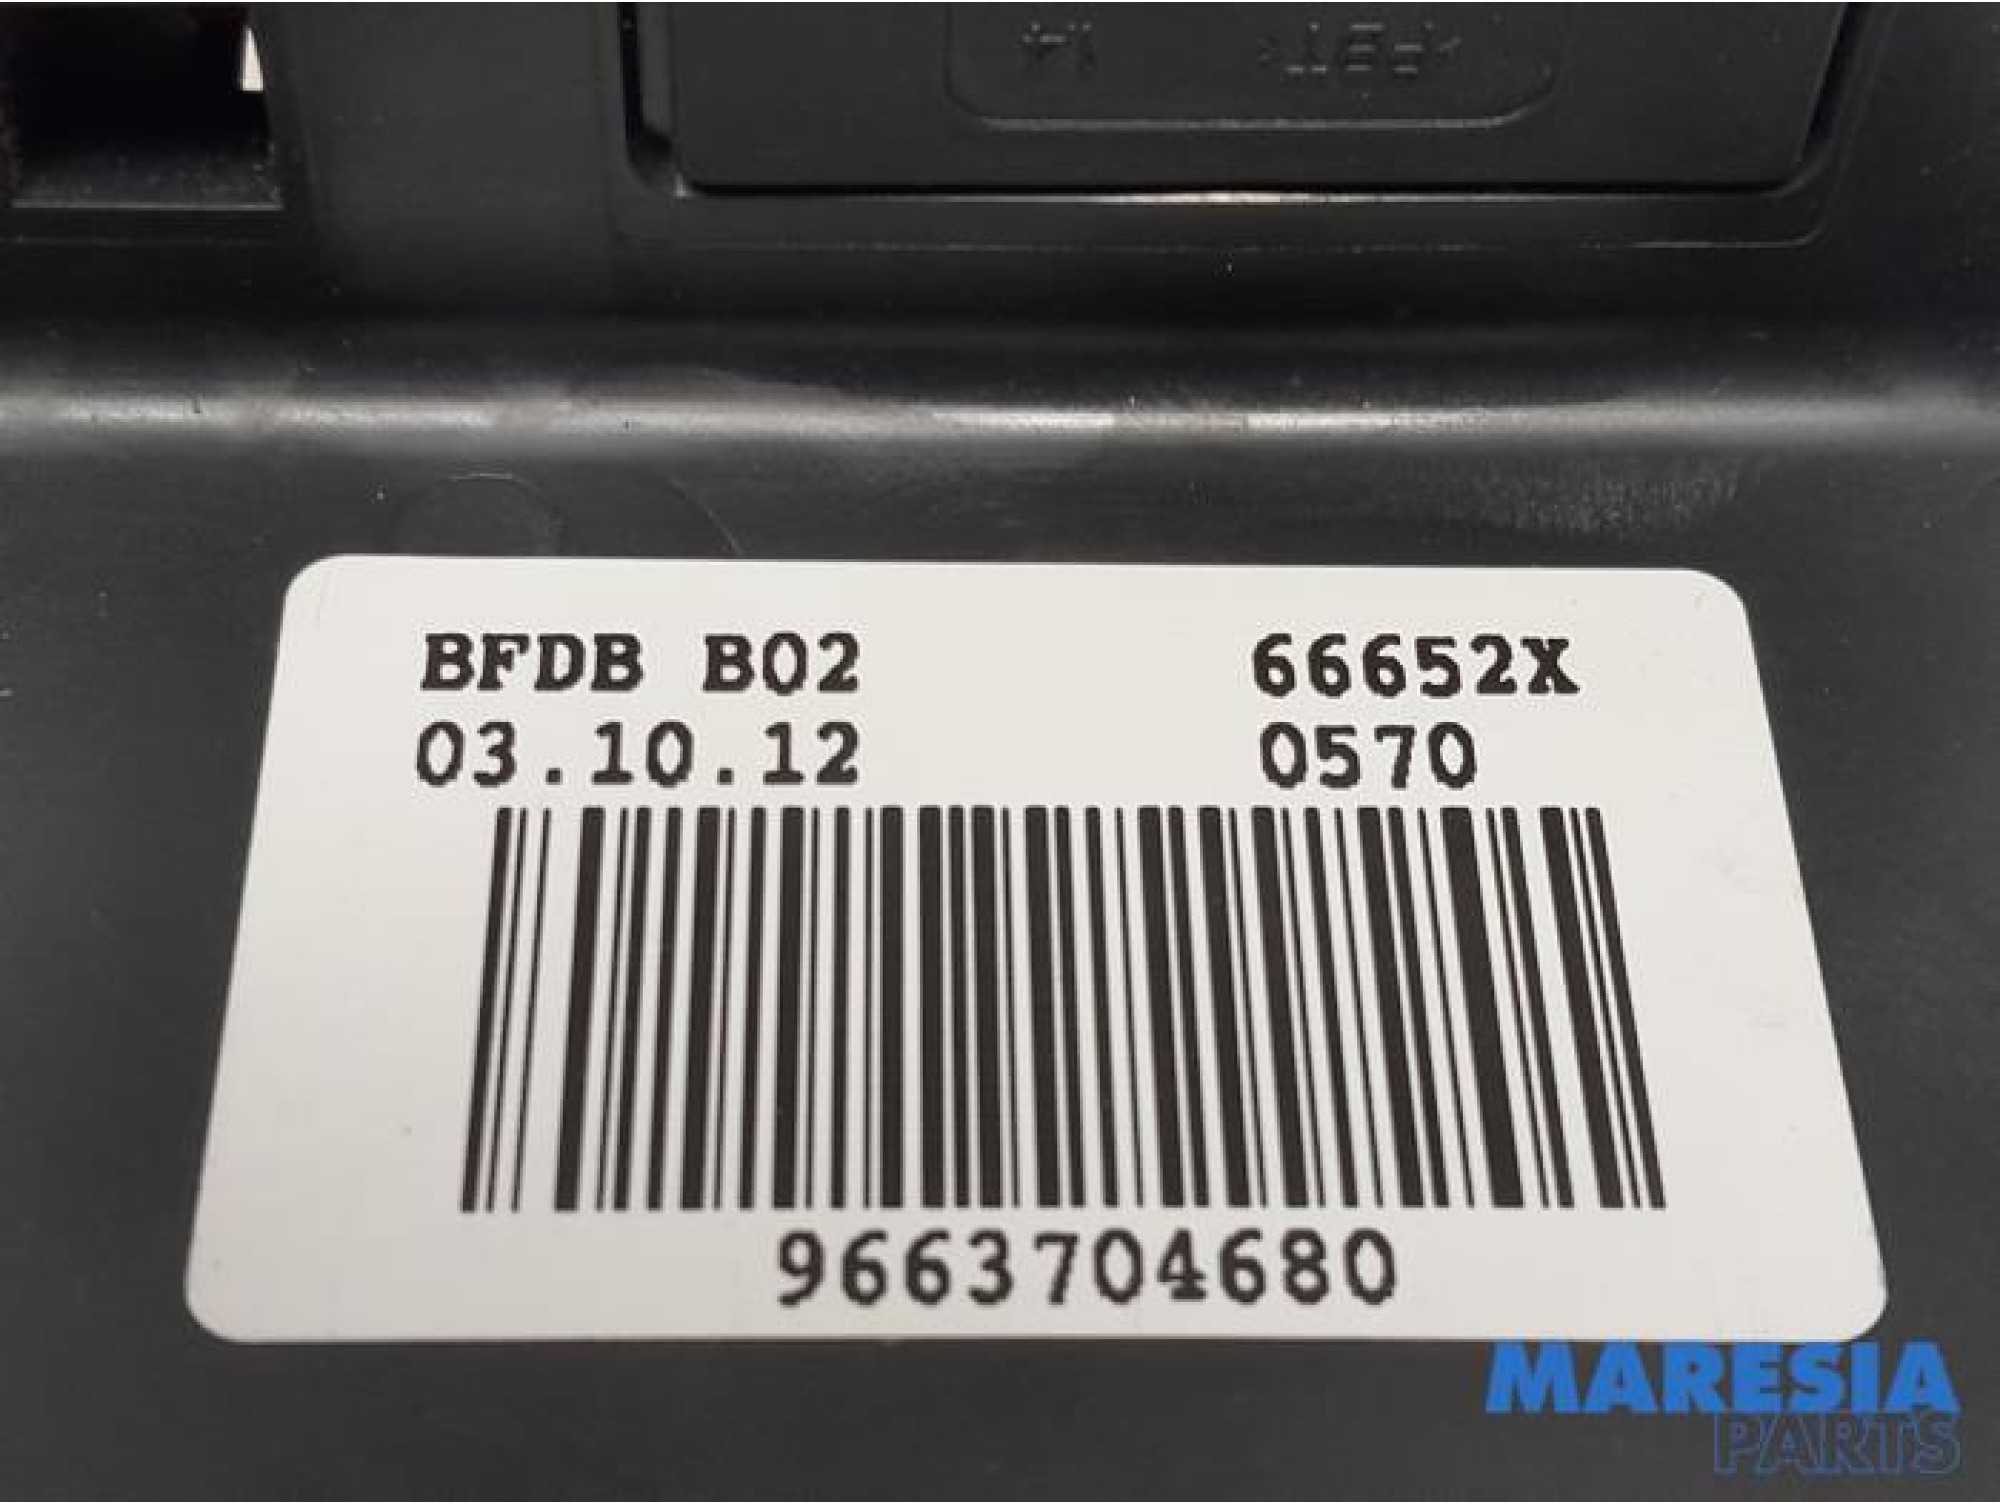 BFDB B02 66652X
03.10.12 0570
9663704680
MARESIA
PARTS